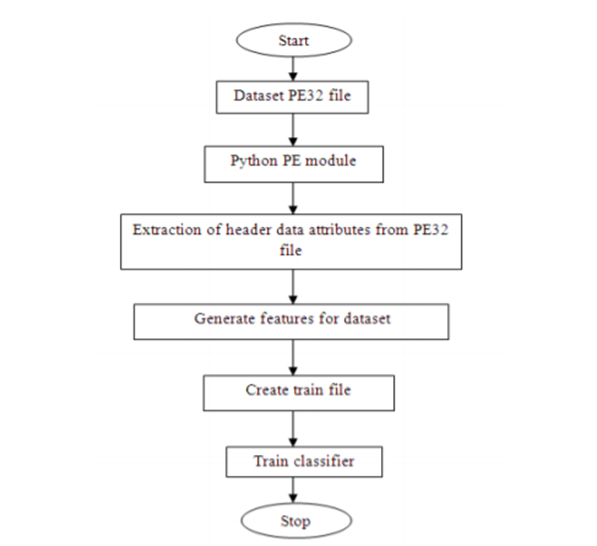 Start
Dataset PE32 file
Python PE module
Extraction of header data attributes from PE32
file
Generate features for dataset
Create train file
Train classifier
Stop